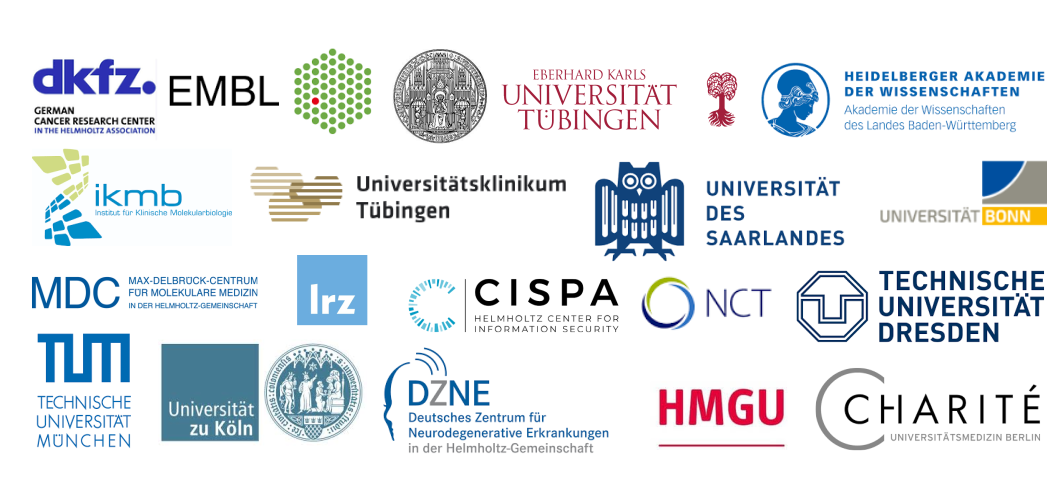 dkfz.
GERMAN
CANCER RESEARCH CENTER
IN THE HELMHOLTZ ASSOCIATION
EMBL
EBERHARD KARLS
UNIVERSITÄT
TÜBINGEN
HEIDELBERGER AKADEMIE
DER WISSENSCHAFTEN
Akademie der Wissenschaften
des Landes Baden-Württemberg
ikmb
Institut für Klinische Molekularbiologie
Universitätsklinikum
Tübingen
UNIVERSITÄT
DES
SAARLANDES
UNIVERSITÄT BONN
MDC
MAX-DELBRÜCK-CENTRUM
FÜR MOLEKULARE MEDIZIN
IN DER HELMHOLTZ-GEMEINSCHAFT
lrz
CISPA
HELMHOLTZ CENTER FOR
INFORMATION SECURITY
NCT
TECHNISCHE
UNIVERSITÄT
DRESDEN
TUM
TECHNISCHE
UNIVERSITÄT
MÜNCHEN
Universität
zu Köln
DZNE
Deutsches Zentrum für
Neurodegenerative Erkrankungen
in der Helmholtz-Gemeinschaft
HMGU
CHARITÉ
UNIVERSITÄTSMEDIZIN BERLIN